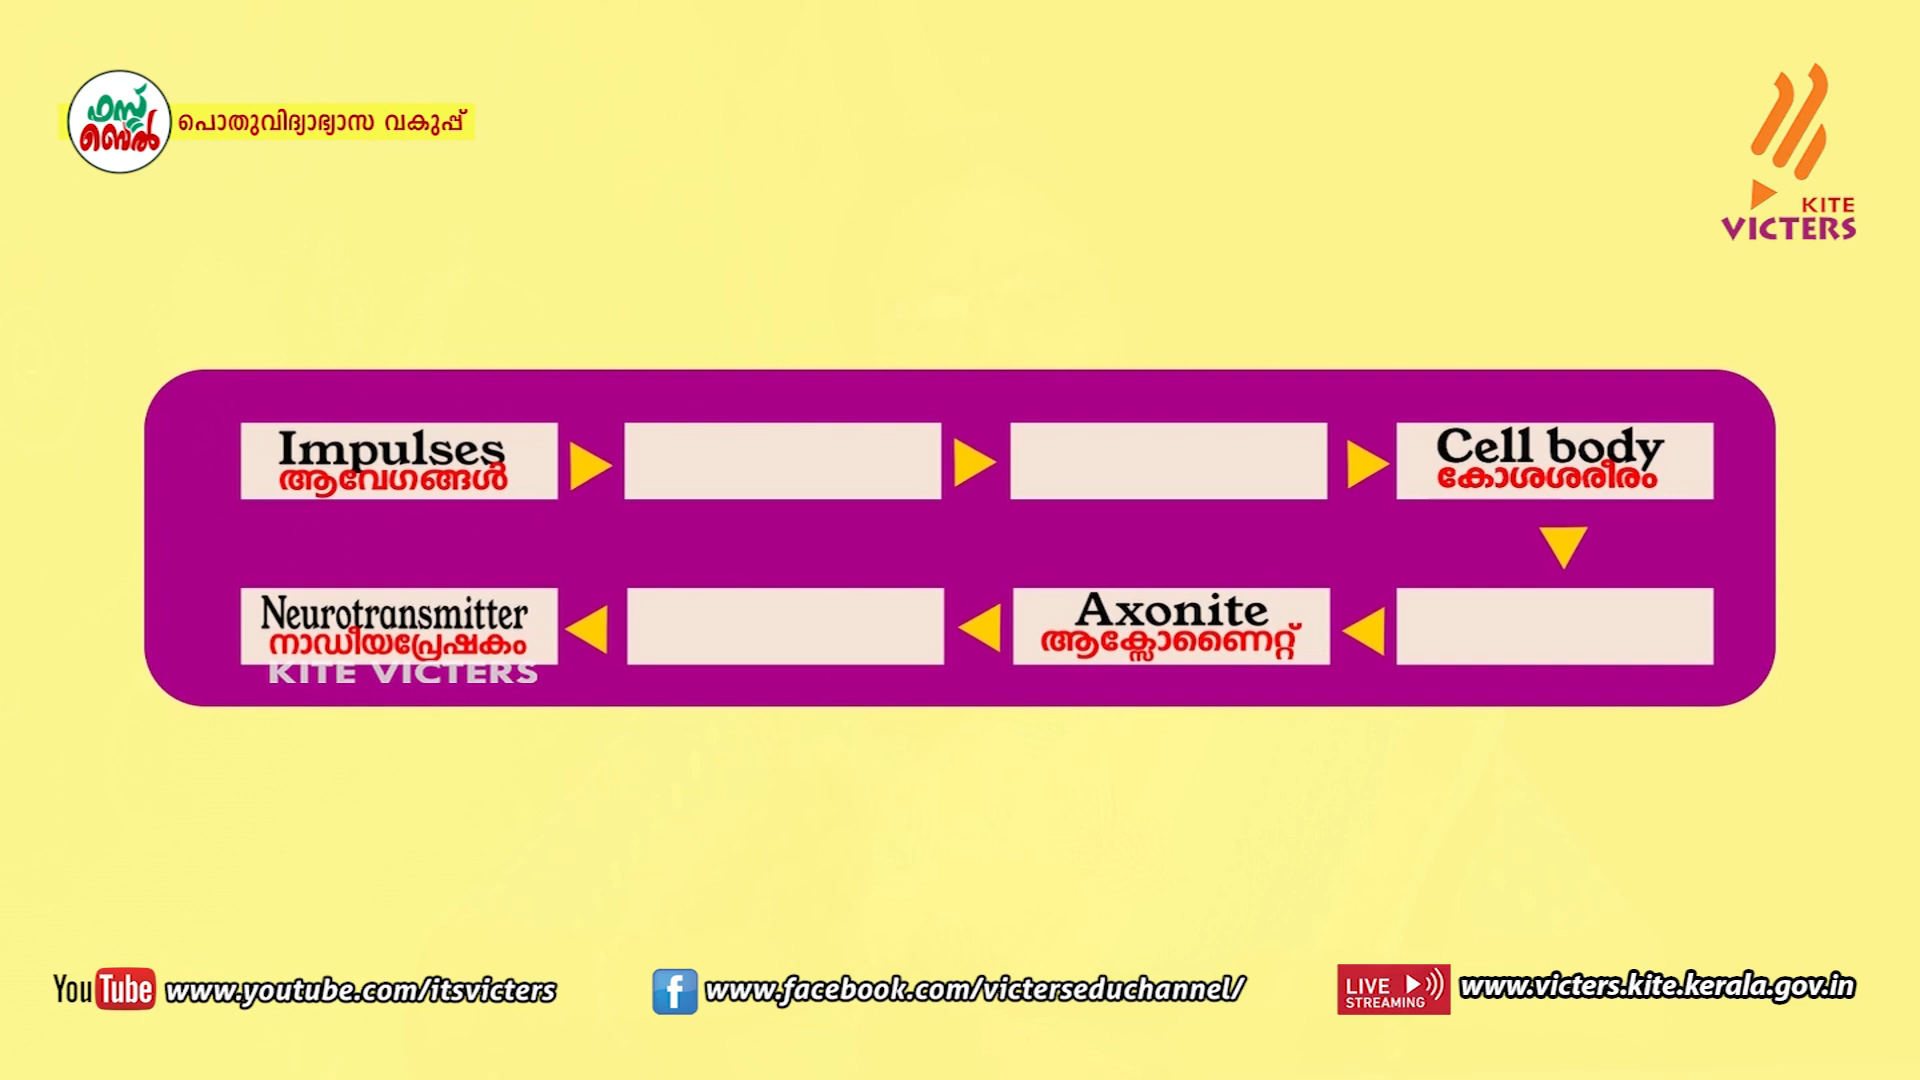 ഫസ്റ്റ്
ബെൽ
പൊതുവിദ്യാഭ്യാസ വകുപ്പ്
KITE
VICTERS
Impulses
ആവേഗങ്ങൾ
Cell body
കോശശരീരം
Neurotransmitter
നാഡീയപ്രേഷകം
Axonite
ആക്സോണൈറ്റ്
KITE VICTERS
YouTube www.youtube.com/itsvicters
f www.facebook.com/victerseduchannel/
LIVE
STREAMING
www.victers.kite.kerala.gov.in